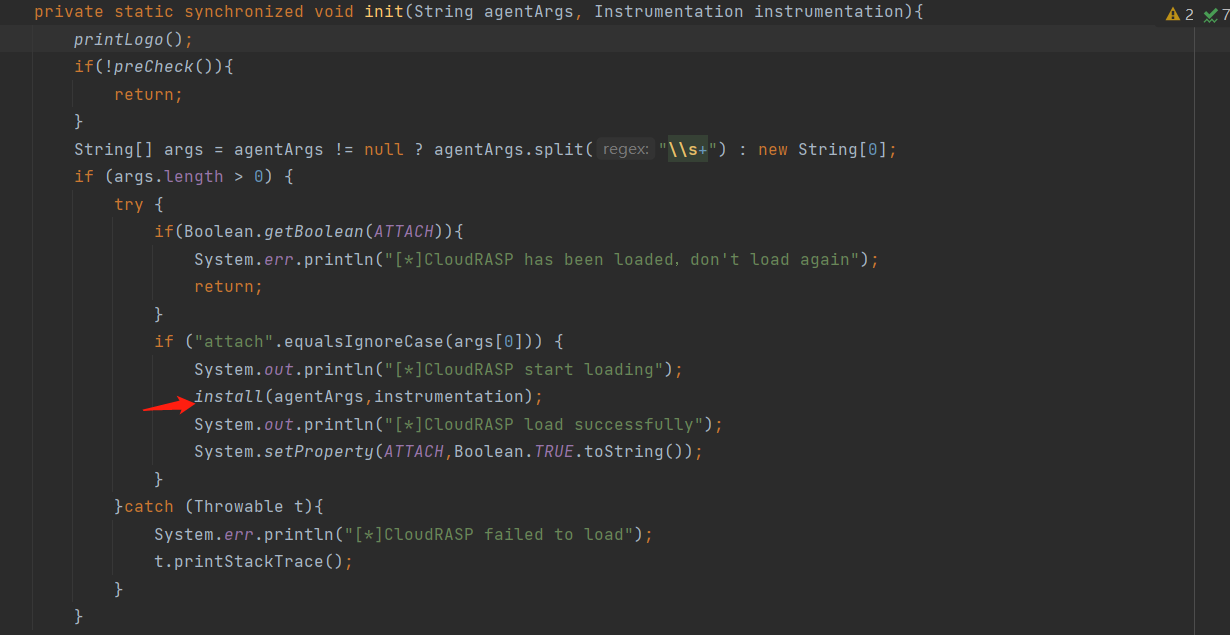 private static synchronized void init(String agentArgs, Instrumentation instrumentation){
2 7
printLogo();
if(!preCheck()){
return;
}
String[] args = agentArgs != null ? agentArgs.split( regex: "\\s+") : new String[0];
if (args.length > 0) {
try {
if(Boolean.getBoolean(ATTACH)){
System.err.println("[*]CloudRASP has been loaded, don't load again");
return;
}
if ("attach".equalsIgnoreCase(args[0])) {
System.out.println("[*]CloudRASP start loading");
install(agentArgs,instrumentation);
System.out.println("[*]CloudRASP load successfully");
System.setProperty(ATTACH,Boolean.TRUE.toString());
}
}catch (Throwable t){
System.err.println("[*]CloudRASP failed to load");
t.printStackTrace();
}
}